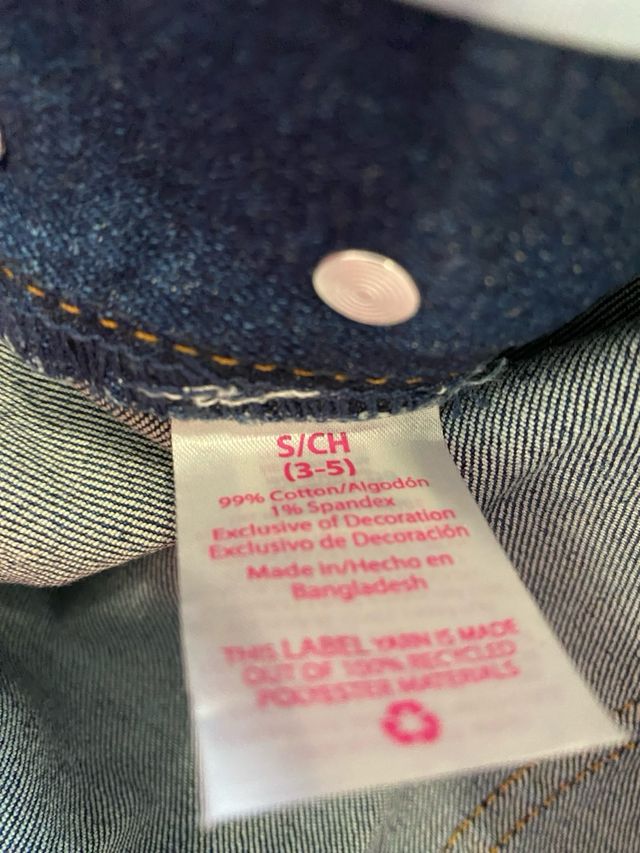 S/CH
(3-5)
99% Cotton/Algodón
1% Spandex
Exclusive of Decoration
Exclusivo de Decoración
Made in/Hecho en
Bangladesh
THIS LABEL YARN IS MADE
OUT OF 100% RECYCLED
POLYESTER MATERIALS